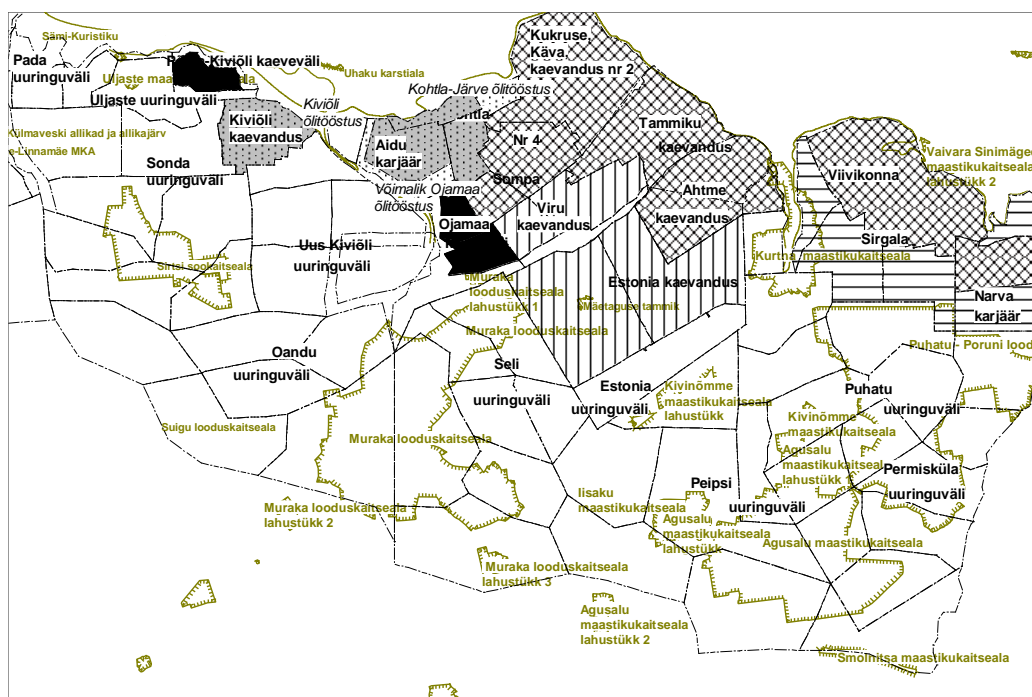 Sämi-Kuristiku
Pada
uuringuväli
Kiviõli kaeveväli
Uljaste uuringuväli
Uhaku karstiala
Kukruse,
Käva,
kaevandus nr 2
Kohtla-Järve õlitööstus
Kiviõli
õlitööstus
Kiviõli
kaevandus
Külmaveski allikad ja allikajärv
e-Linnamäe MKA
Sonda
uuringuväli
Aidu
karjäär
Nr 4
Tammiku
kaevandus
Sompa
Ahtme
kaevandus
Võimalik Ojamaa
õlitööstus
Ojamaa
Viru
kaevandus
Viivikonna
Vaivara Sinimäge
maastikukaitseala
lahustükk 2
Sirgala
Kurtna maastikukaitseala
Narva
karjäär
Uus Kiviõli
uuringuväli
Sirtsi sookaitseala
Muraka
looduskaitseala
lahustükk 1
Estonia kaevandus
Mäetaguse tammik
Muraka looduskaitseala
Puhatu - Poruni lood
Oandu
uuringuväli
Seli
uuringuväli
Estonia
uuringuväli
Kivinõmme
maastikukaitseala
lahustükk
Puhatu
uuringuväli
Kivinõmme
maastikukaitseala
Suigu looduskaitseala
Muraka looduskaitseala
Agusalu
maastikukaitseala
lahustükk 1
Permisküla
uuringuväli
Peipsi
uuringuväli
Iisaku
maastikukaitseala
Muraka looduskaitseala
lahustükk 2
Agusalu
maastikukaitseala
lahustükk
Agusalu maastikukaitseala
Muraka looduskaitseala
lahustükk 3
Agusalu
maastikukaitseala
lahustükk 2
Smolnitsa maastikukaitseala